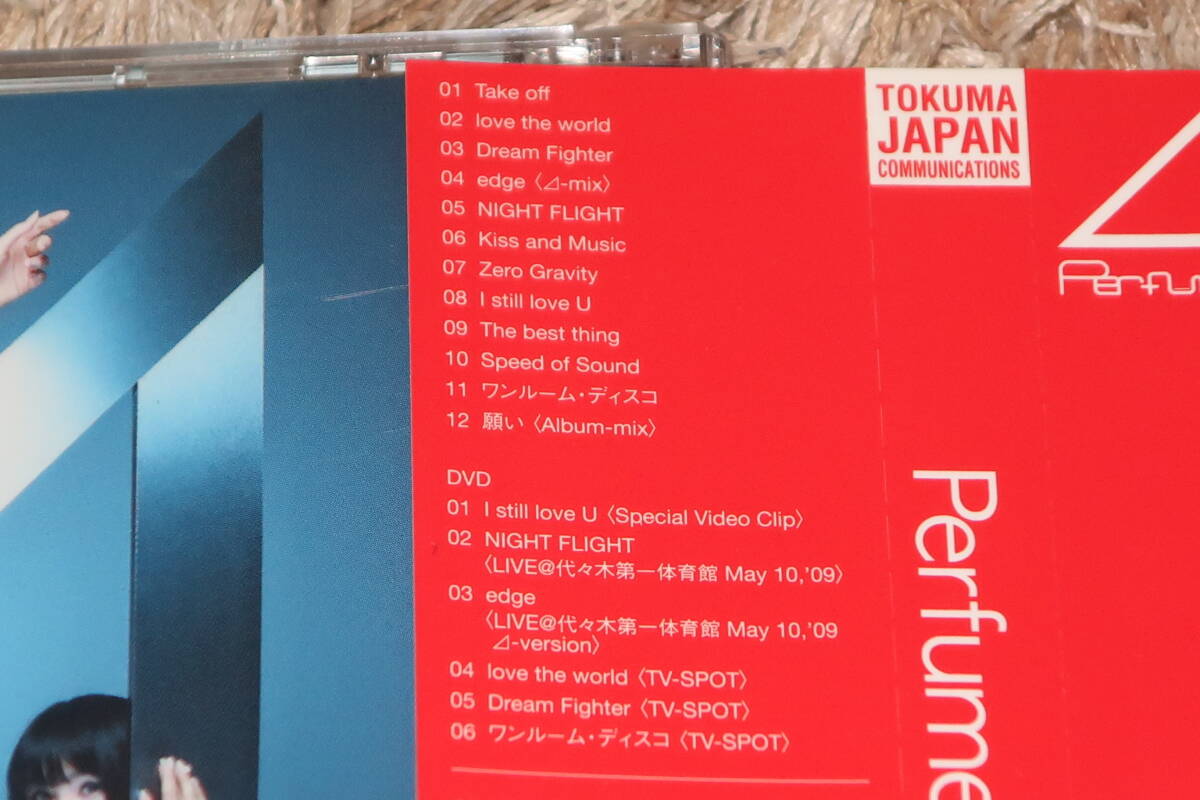 01 Take off
02 love the world
03 Dream Fighter
04 edge〈⊿-mix〉
05 NIGHT FLIGHT
06 Kiss and Music
07 Zero Gravity
08 I still love U
09 The best thing
10 Speed of Sound
11 ワンルーム・ディスコ
12 願い〈Album-mix〉
DVD
01 I still love U〈Special Video Clip〉
02 NIGHT FLIGHT
〈LIVE@代々木第一体育館 May 10,'09〉
03 edge
〈LIVE@代々木第一体育館 May 10,'09
⊿-version〉
04 love the world〈TV-SPOT〉
05 Dream Fighter〈TV-SPOT〉
06 ワンルーム・ディスコ〈TV-SPOT〉
TOKUMA
JAPAN
COMMUNICATIONS
Perfume
⊿
Perfu